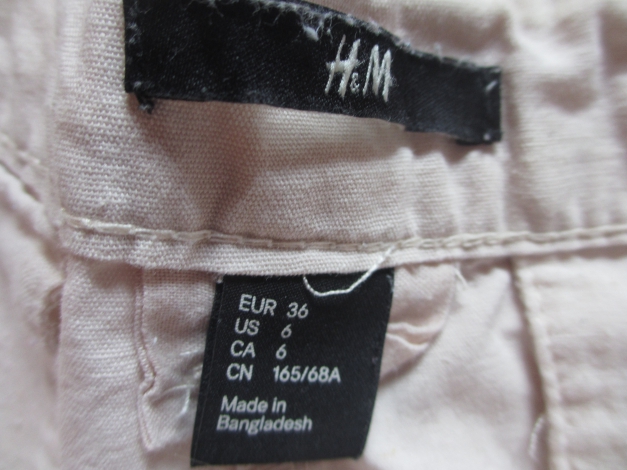 H&M
EUR 36
US 6
CA 6
CN 165/68A
Made in
Bangladesh